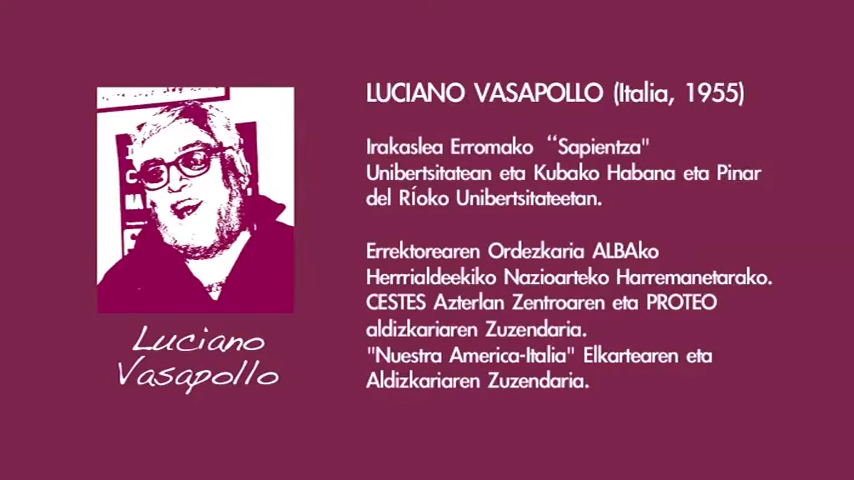 LUCIANO VASAPOLLO (Italia, 1955)
Irakaslea Erromako “Sapientza"
Unibertsitatean eta Kubako Habana eta Pinar
del Ríoko Unibertsitateetan.
Errektorearen Ordezkaria ALBAko
Herrrialdeekiko Nazioarteko Harremanetarako.
CESTES Azterlan Zentroaren eta PROTEO
aldizkariaren Zuzendaria.
"Nuestra America-Italia" Elkartearen eta
Aldizkariaren Zuzendaria.
Luciano
Vasapollo